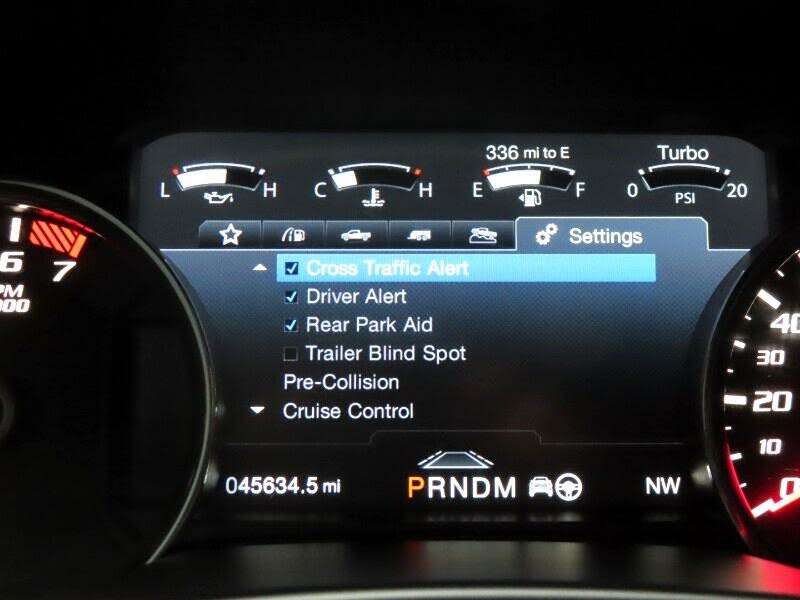 336 mi to E
Turbo
L H C H E F 0 PSI 20
Settings
Cross Traffic Alert
Driver Alert
Rear Park Aid
Trailer Blind Spot
Pre-Collision
Cruise Control
045634.5 mi
PRNDM
NW
6
7
40
30
20
10
0